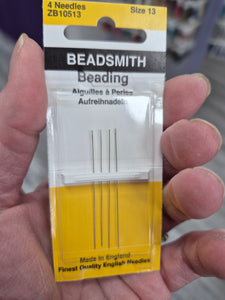 4 Needles Size 13
ZB10513
BEADSMITH
Beading
Aiguilles à Perles
Aufreihnadeln
Made in England
Finest Quality English Needles